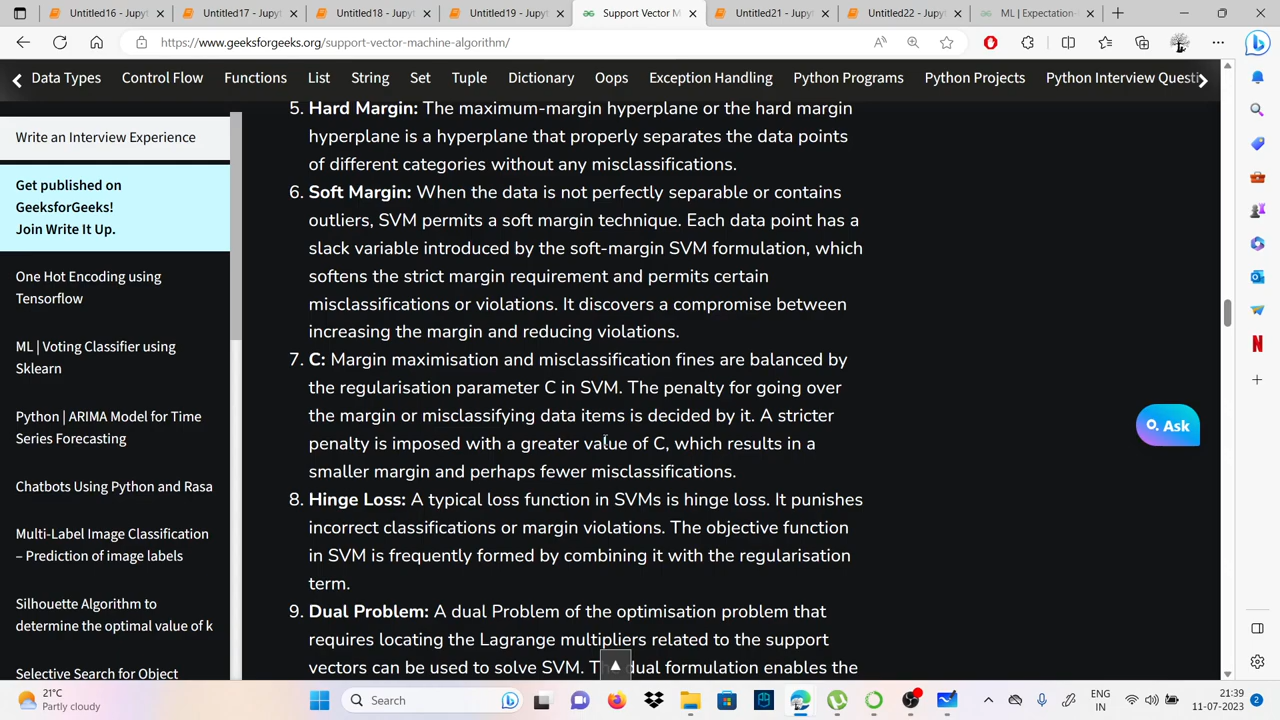 Untitled16 - Jupyt
Untitled17 - Jupyt
Untitled18 - Jupyt
Untitled19 - Jupyt
Support Vector M
Untitled21 - Jupyt
Untitled22 - Jupyt
ML | Expectation-
https://www.geeksforgeeks.org/support-vector-machine-algorithm/
Data Types Control Flow Functions List String Set Tuple Dictionary Oops Exception Handling Python Programs Python Projects Python Interview Questi
Write an Interview Experience
Get published on
GeeksforGeeks!
Join Write It Up.
One Hot Encoding using
Tensorflow
ML | Voting Classifier using
Sklearn
Python | ARIMA Model for Time
Series Forecasting
Chatbots Using Python and Rasa
Multi-Label Image Classification
– Prediction of image labels
Silhouette Algorithm to
determine the optimal value of k
Selective Search for Object
5. Hard Margin: The maximum-margin hyperplane or the hard margin
hyperplane is a hyperplane that properly separates the data points
of different categories without any misclassifications.
6. Soft Margin: When the data is not perfectly separable or contains
outliers, SVM permits a soft margin technique. Each data point has a
slack variable introduced by the soft-margin SVM formulation, which
softens the strict margin requirement and permits certain
misclassifications or violations. It discovers a compromise between
increasing the margin and reducing violations.
7. C: Margin maximisation and misclassification fines are balanced by
the regularisation parameter C in SVM. The penalty for going over
the margin or misclassifying data items is decided by it. A stricter
penalty is imposed with a greater value of C, which results in a
smaller margin and perhaps fewer misclassifications.
8. Hinge Loss: A typical loss function in SVMs is hinge loss. It punishes
incorrect classifications or margin violations. The objective function
in SVM is frequently formed by combining it with the regularisation
term.
9. Dual Problem: A dual Problem of the optimisation problem that
requires locating the Lagrange multipliers related to the support
vectors can be used to solve SVM. The dual formulation enables the
Ask
21°C
Partly cloudy
Search
ENG
IN
21:39
11-07-2023
2